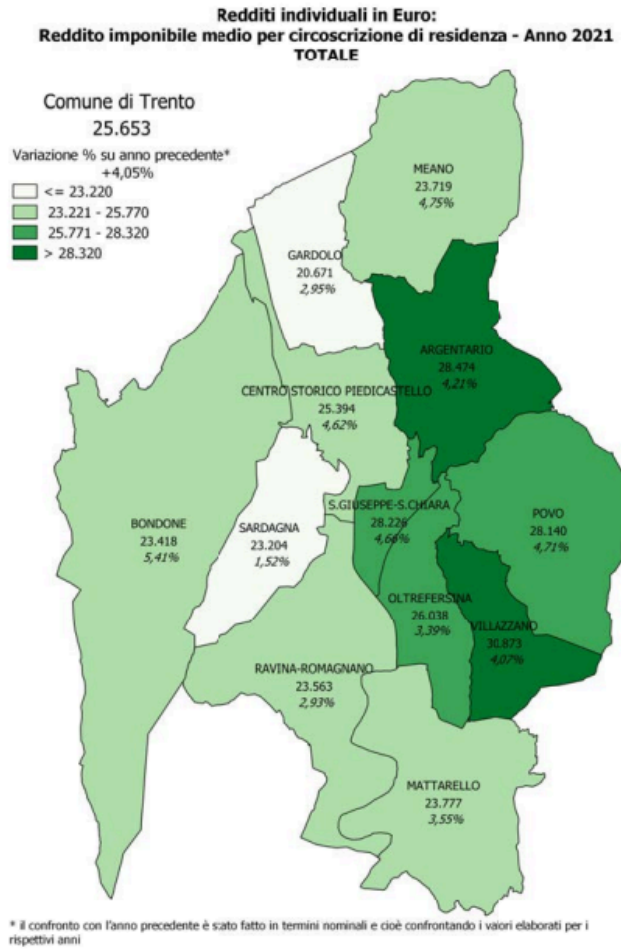 Redditi individuali in Euro:
Reddito imponibile medio per circoscrizione di residenza - Anno 2021
TOTALE
Comune di Trento
25.653
Variazione % su anno precedente*
+4,05%
<= 23.220
23.221 - 25.770
25.771 - 28.320
> 28.320
MEANO
23.719
4,75%
GARDOLO
20.671
2,95%
ARGENTARIO
28.474
4,21%
CENTRO STORICO PIEDICASTELLO
25.394
4,62%
S.GIUSEPPE-S.CHIARA
28.226
4,66%
POVO
28.140
4,71%
BONDONE
23.418
5,41%
SARDAGNA
23.204
1,52%
OLTREFERSINA
26.038
3,39%
VILLAZZANO
30.873
4,07%
RAVINA-ROMAGNANO
23.563
2,93%
MATTARELLO
23.777
3,55%
* il confronto con l'anno precedente è stato fatto in termini nominali e cioè confrontando i valori elaborati per i
rispettivi anni